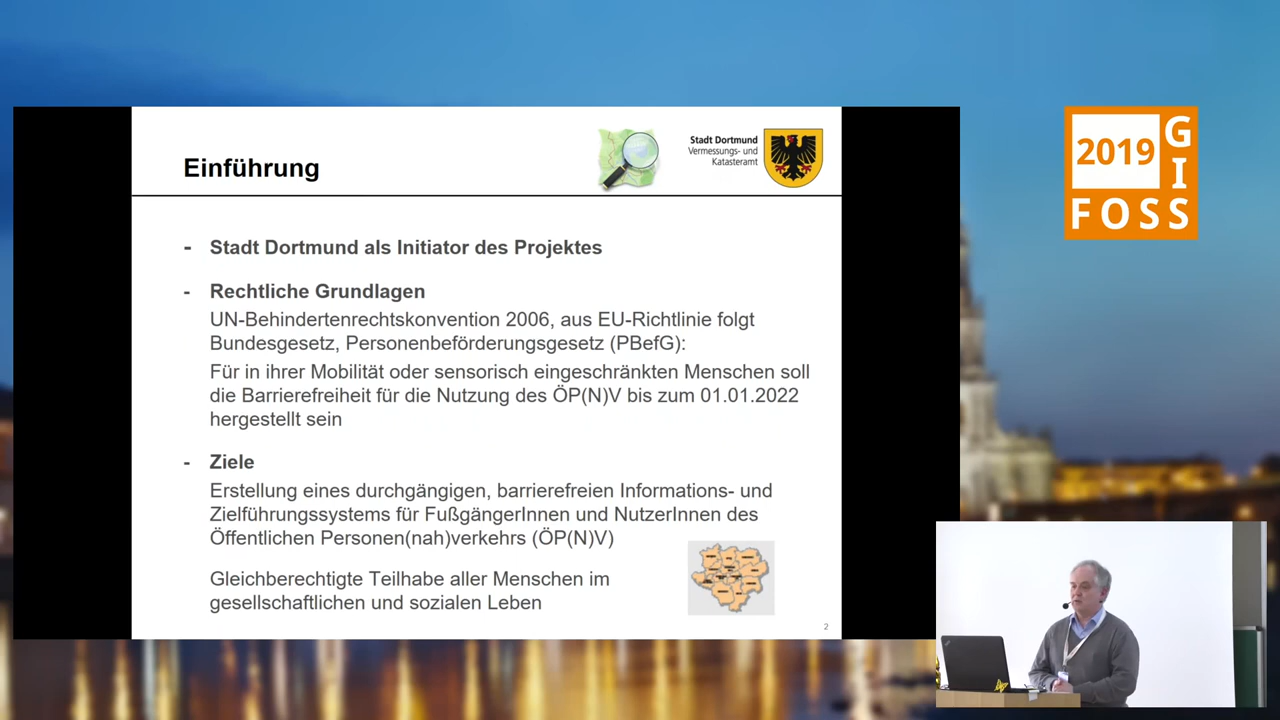 Einführung
Stadt Dortmund
Vermessungs- und
Katasteramt
- Stadt Dortmund als Initiator des Projektes
- Rechtliche Grundlagen
UN-Behindertenrechtskonvention 2006, aus EU-Richtlinie folgt
Bundesgesetz, Personenbeförderungsgesetz (PBefG):
Für in ihrer Mobilität oder sensorisch eingeschränkten Menschen soll
die Barrierefreiheit für die Nutzung des ÖP(N)V bis zum 01.01.2022
hergestellt sein
- Ziele
Erstellung eines durchgängigen, barrierefreien Informations- und
Zielführungssystems für FußgängerInnen und NutzerInnen des
Öffentlichen Personen(nah)verkehrs (ÖP(N)V)
Gleichberechtigte Teilhabe aller Menschen im
gesellschaftlichen und sozialen Leben
2
2019
GIS
FOSS